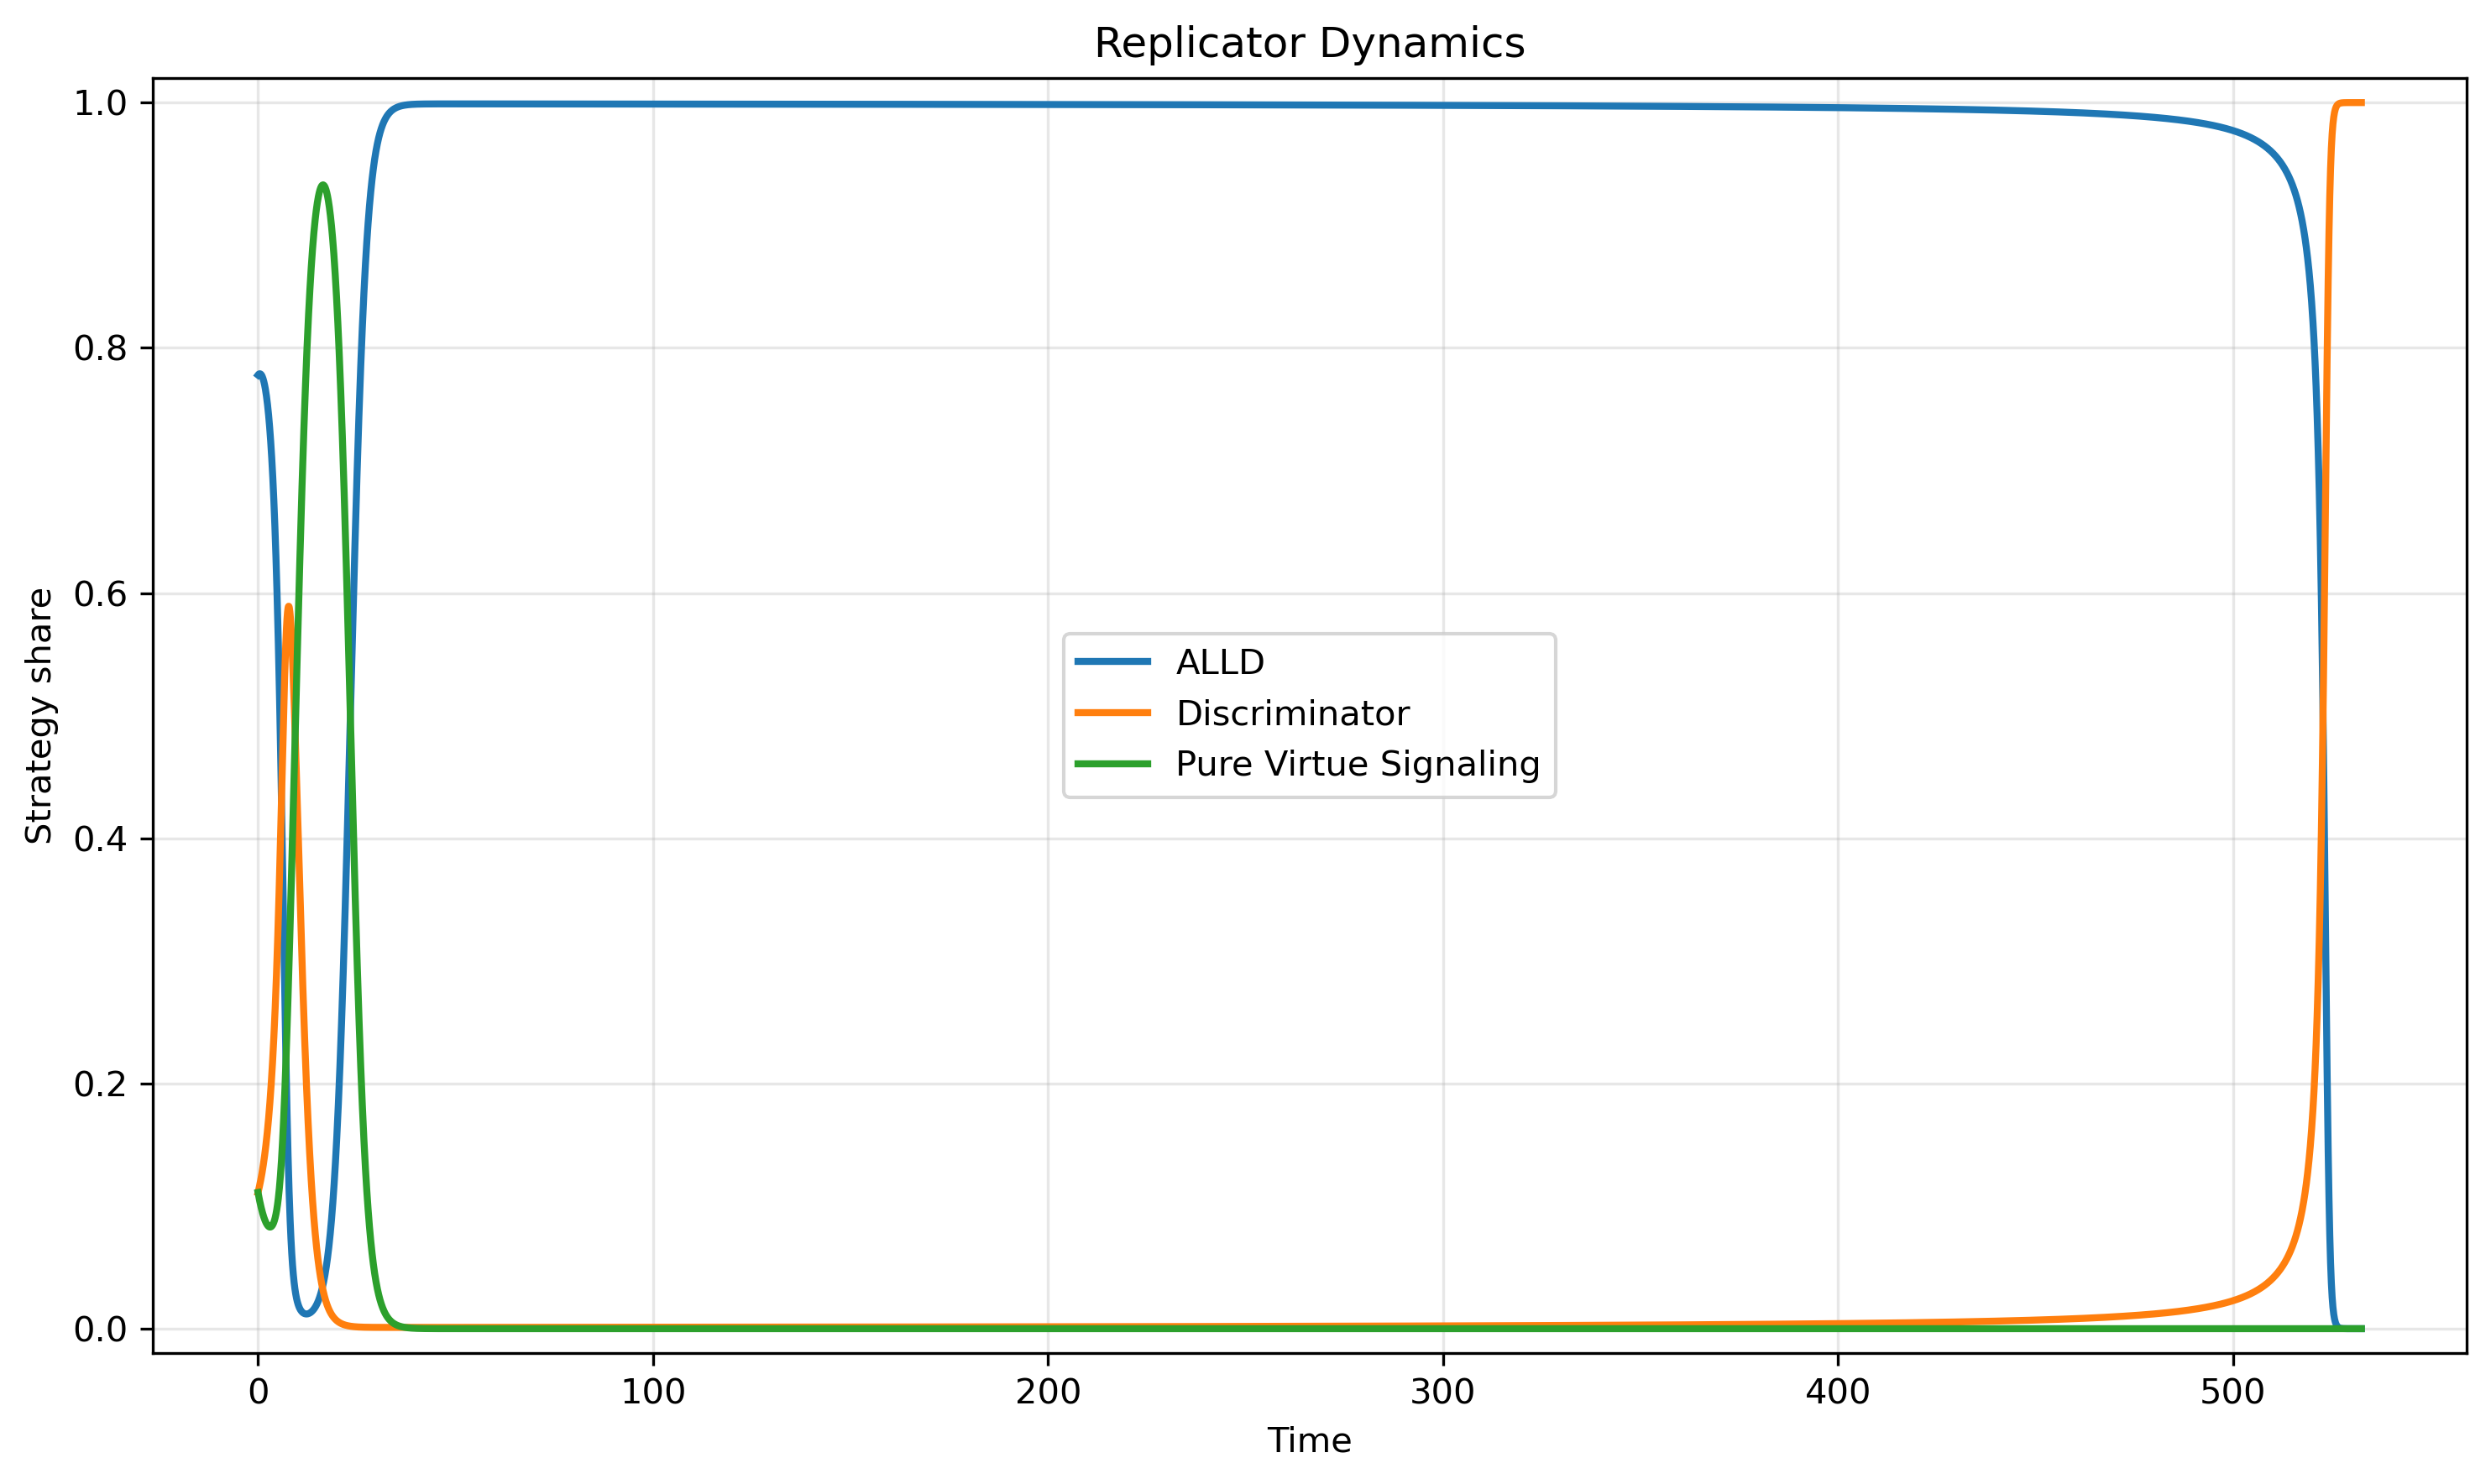 Replicator Dynamics
Strategy share
1.0
0.8
0.6
0.4
0.2
0.0
ALLD
Discriminator
Pure Virtue Signaling
0 100 200 300 400 500
Time